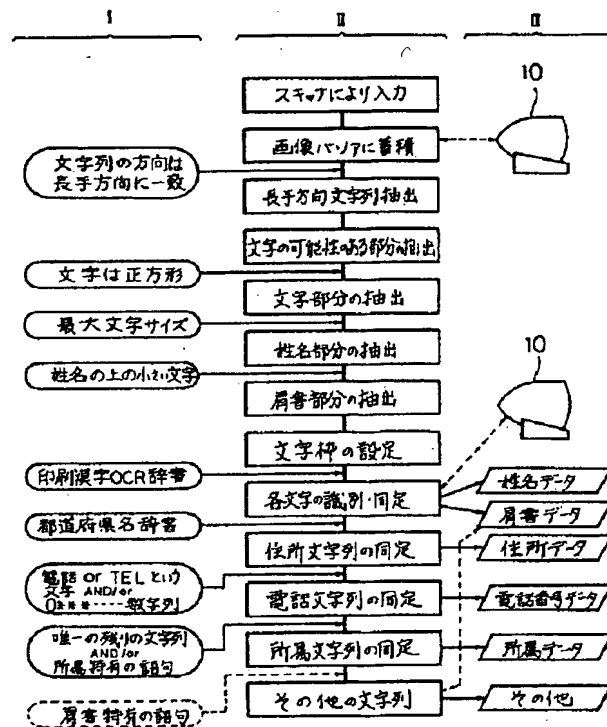 I II III
スキャナにより入力
10
画像バッファに蓄積
文字列の方向は
長手方向に一致
長手方向文字列抽出
文字の可能性のある部分の抽出
文字は正方形
文字部分の抽出
最大文字サイズ
姓名部分の抽出
姓名の上の小さい文字
肩書部分の抽出
10
文字枠の設定
印刷漢字OCR辞書
各文字の識別・同定
姓名データ
肩書データ
都道府県名辞書
住所文字列の同定
住所データ
電話 or TEL という
文字 AND/or
0※※※-----数字列
電話文字列の同定
電話番号データ
唯一の残りの文字列
AND/or
所属特有の語句
所属文字列の同定
所属データ
肩書特有の語句
その他の文字列
その他